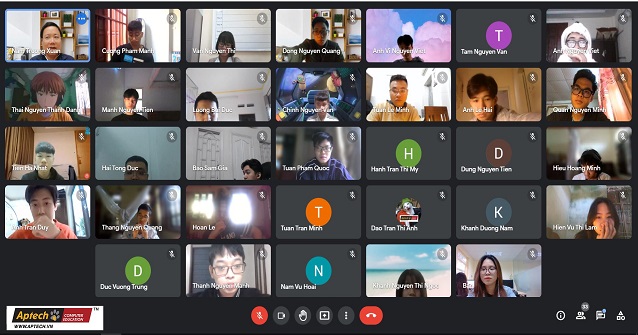 Nam Truong Xuan
Cuong Pham Manh
Van Nguyen Thi
Dong Nguyen Quang
Anh Vi Nguyen Viet
T
Tam Nguyen Van
Anh Nguyen Viet
Thai Nguyen Thanh Danh
Manh Nguyen Tien
Luong Bui Duc
Chinh Nguyen Van
Tuan Le Minh
Anh Le Hai
Quan Nguyen Minh
Tien Ha Nhat
Hai Tong Duc
Bao Sam Gia
Tuan Pham Quoc
H
Hanh Tran Thi My
D
Dung Nguyen Tien
Hieu Hoang Minh
Anh Tran Duy
Thang Nguyen Quang
Hoan Le
T
Tuan Tran Minh
Dao Tran Thi Anh
K
Khanh Duong Nam
Hien Vu Thi Lam
D
Duc Vuong Trung
Thanh Nguyen Manh
N
Nam Vu Hoai
Khanh Nguyen Thi Ngoc
Aptech COMPUTER EDUCATION TM
WWW.APTECH.VN
33